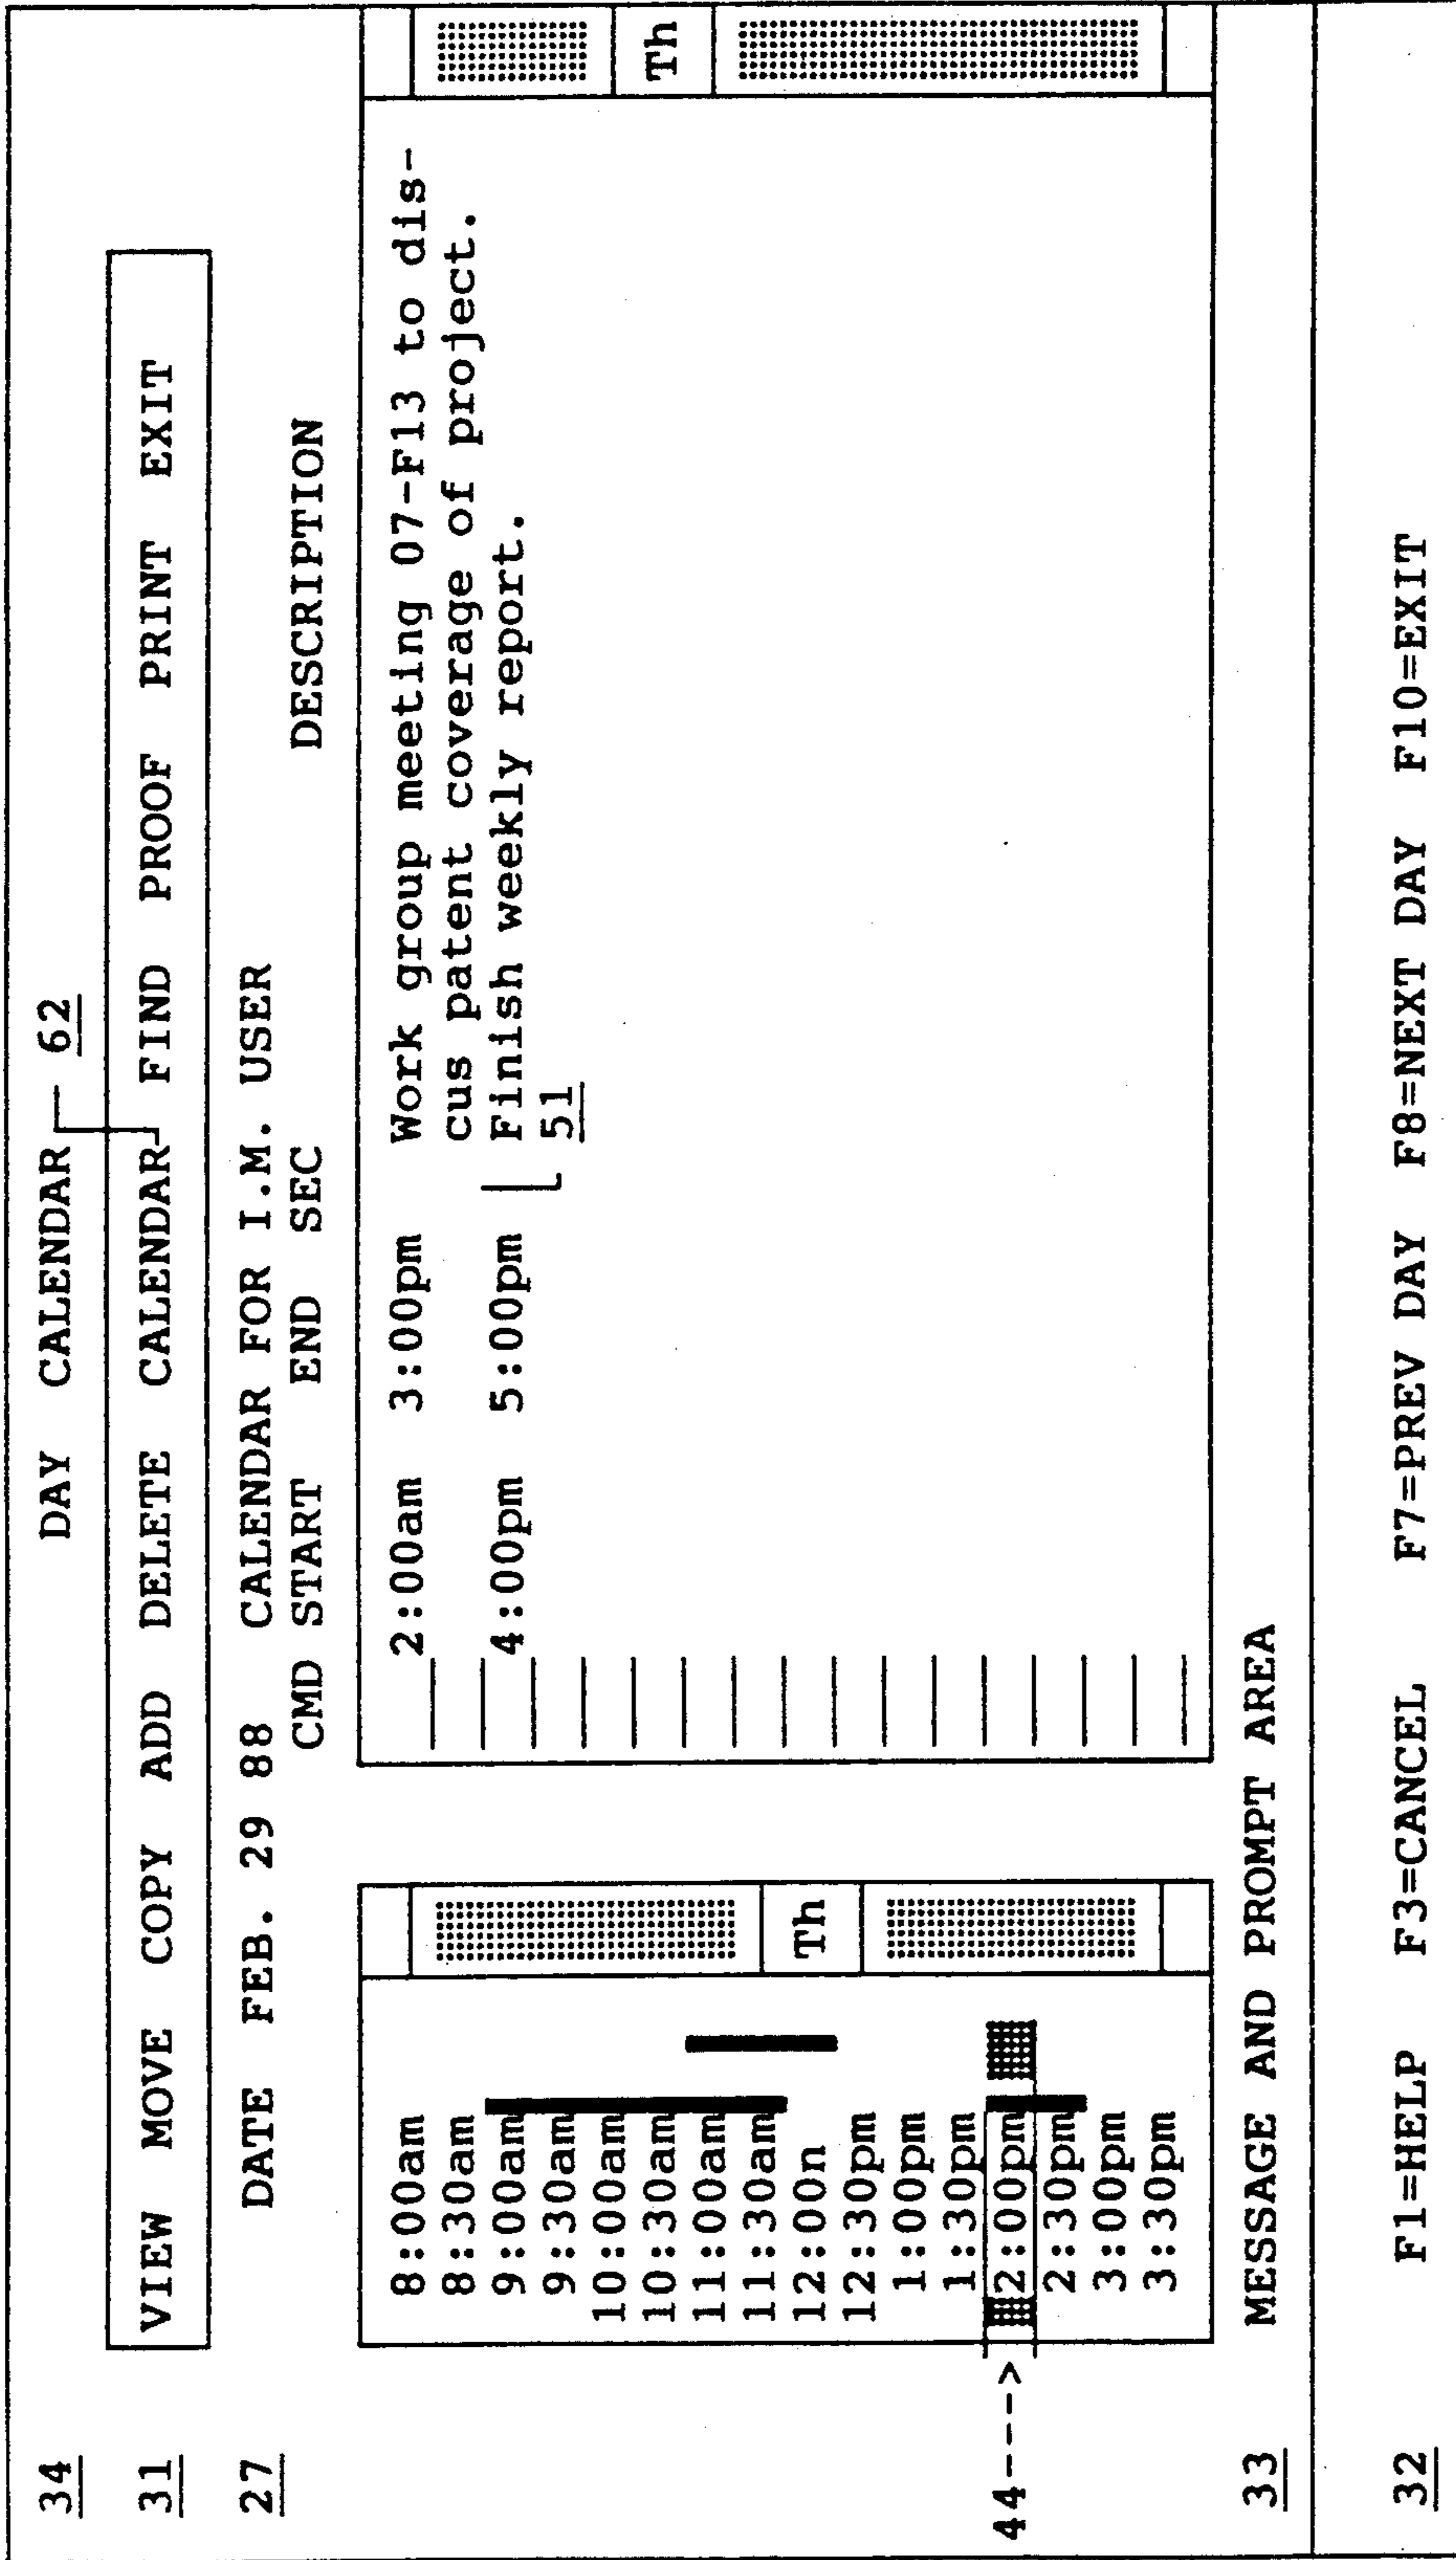 34 DAY CALENDAR 62
31 VIEW MOVE COPY ADD DELETE CALENDAR FIND PROOF PRINT EXIT
27 DATE FEB. 29 88 CALENDAR FOR I.M. USER
CMD START END SEC DESCRIPTION
8:00am
8:30am
9:00am
9:30am
10:00am
10:30am
11:00am
11:30am
12:00n
12:30pm
1:00pm
1:30pm
44----> 2:00pm
2:30pm
3:00pm
3:30pm
Th
2:00am 3:00pm Work group meeting 07-F13 to dis-
cus patent coverage of project.
4:00pm 5:00pm Finish weekly report.
51
Th
33 MESSAGE AND PROMPT AREA
32 F1=HELP F3=CANCEL F7=PREV DAY F8=NEXT DAY F10=EXIT